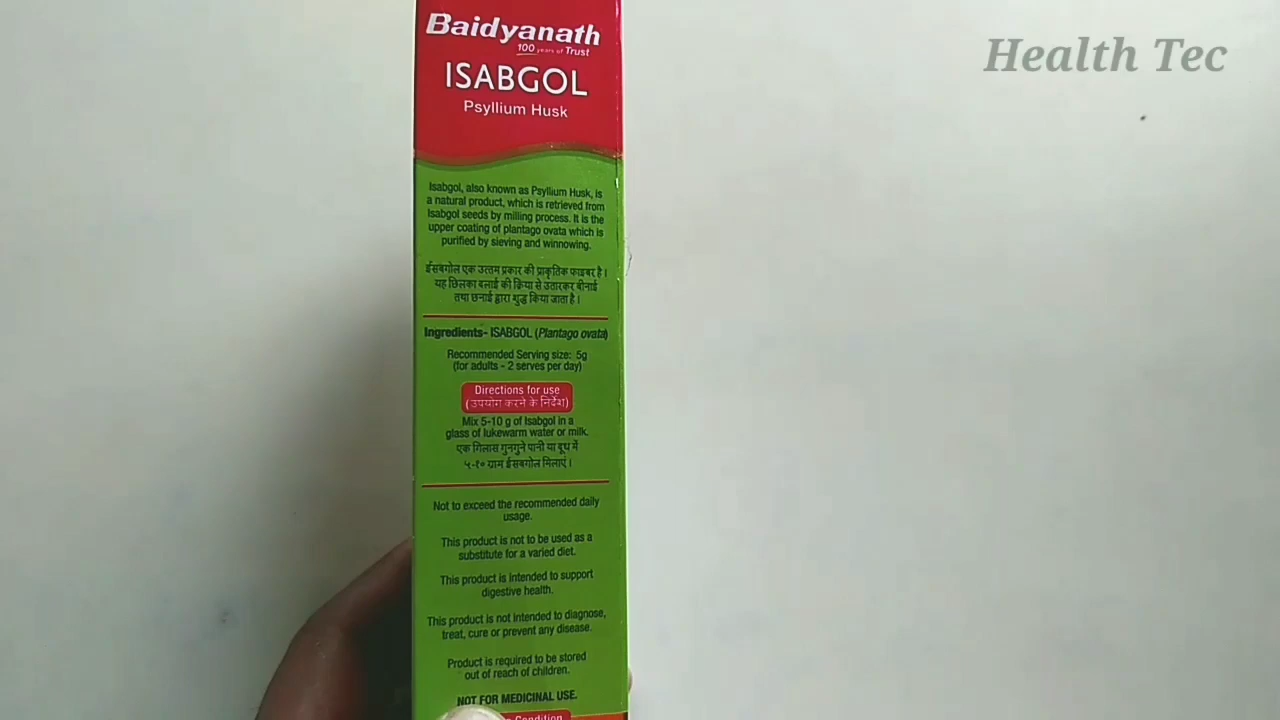 Baidyanath
100 years of Trust
ISABGOL
Psyllium Husk
Health Tec
Isabgol, also known as Psyllium Husk, is
a natural product, which is retrieved from
Isabgol seeds by milling process. It is the
upper coating of plantago ovata which is
purified by sieving and winnowing.
ईसबगोल एक उत्तम प्रकार की प्राकृतिक फाइबर है।
यह छिलका दलाई की क्रिया से उतारकर बीनाई
तथा छनाई द्वारा शुद्ध किया जाता है।
Ingredients- ISABGOL (Plantago ovata)
Recommended Serving size: 5g
(for adults - 2 serves per day)
Directions for use
(उपयोग करने के निर्देश)
Mix 5-10 g of Isabgol in a
glass of lukewarm water or milk.
एक गिलास गुनगुने पानी या दूध में
५-१० ग्राम ईसबगोल मिलाएं।
Not to exceed the recommended daily
usage.
This product is not to be used as a
substitute for a varied diet.
This product is intended to support
digestive health.
This product is not intended to diagnose,
treat, cure or prevent any disease.
Product is required to be stored
out of reach of children.
NOT FOR MEDICINAL USE.
Condition